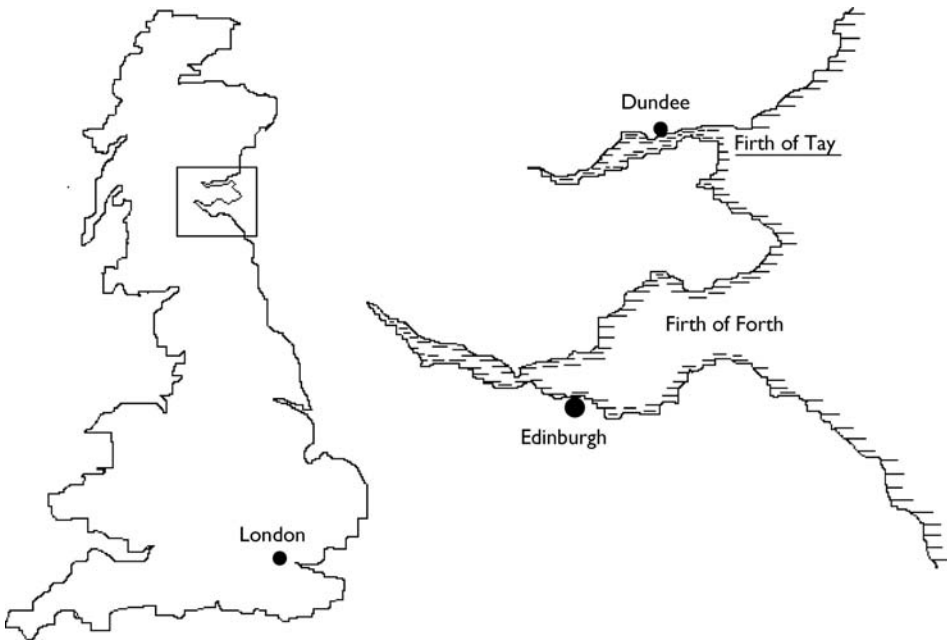 Dundee
Firth of Tay
Firth of Forth
Edinburgh
London